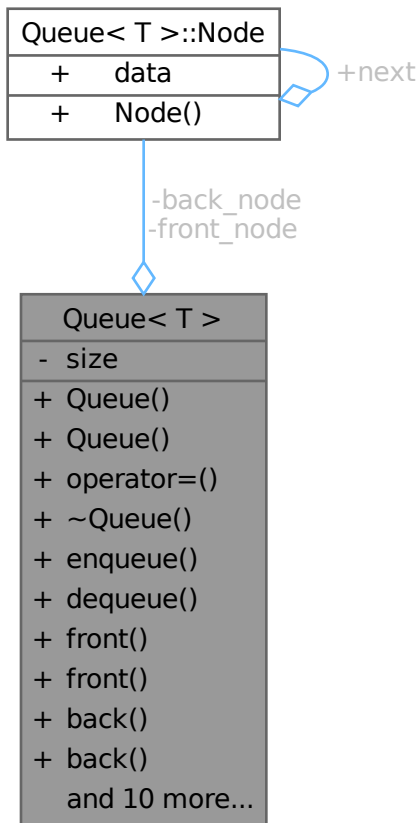 Queue< T >::Node
+ data
+ Node()
+next
-back_node
-front_node
Queue< T >
- size
+ Queue()
+ Queue()
+ operator=()
+ ~Queue()
+ enqueue()
+ dequeue()
+ front()
+ front()
+ back()
+ back()
and 10 more...